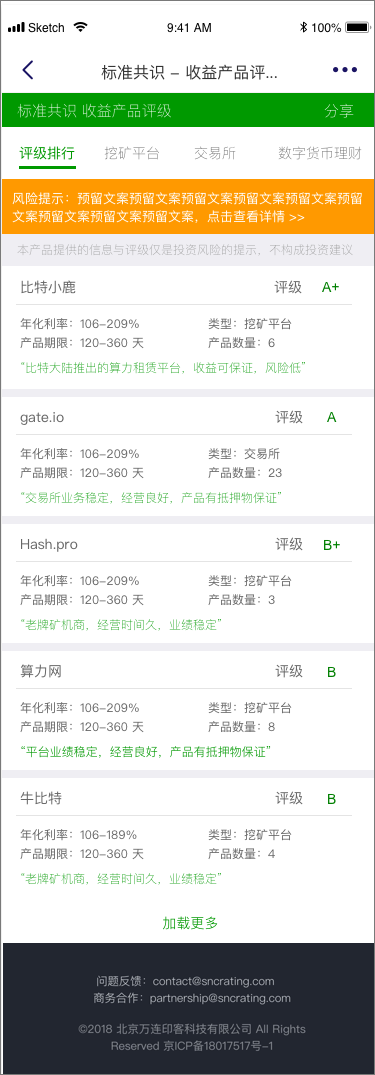 Sketch 9:41 AM 100%
标准共识 – 收益产品评...
标准共识 收益产品评级 分享
评级排行 挖矿平台 交易所 数字货币理财
风险提示：预留文案预留文案预留文案预留文案预留文案预留
文案预留文案预留文案预留文案，点击查看详情 >>
本产品提供的信息与评级仅是投资风险的提示，不构成投资建议
比特小鹿 评级 A+
年化利率：106-209% 类型：挖矿平台
产品期限：120-360 天 产品数量：6
“比特大陆推出的算力租赁平台，收益可保证，风险低”
gate.io 评级 A
年化利率：106-209% 类型：交易所
产品期限：120-360 天 产品数量：23
“交易所业务稳定，经营良好，产品有抵押物保证”
Hash.pro 评级 B+
年化利率：106-209% 类型：挖矿平台
产品期限：120-360 天 产品数量：3
“老牌矿机商，经营时间久，业绩稳定”
算力网 评级 B
年化利率：106-209% 类型：挖矿平台
产品期限：120-360 天 产品数量：8
“平台业绩稳定，经营良好，产品有抵押物保证”
牛比特 评级 B
年化利率：106-189% 类型：挖矿平台
产品期限：120-360 天 产品数量：4
“老牌矿机商，经营时间久，业绩稳定”
加载更多
问题反馈：contact@sncrating.com
商务合作：partnership@sncrating.com
©2018 北京万连印客科技有限公司 All Rights
Reserved 京ICP备18017517号-1